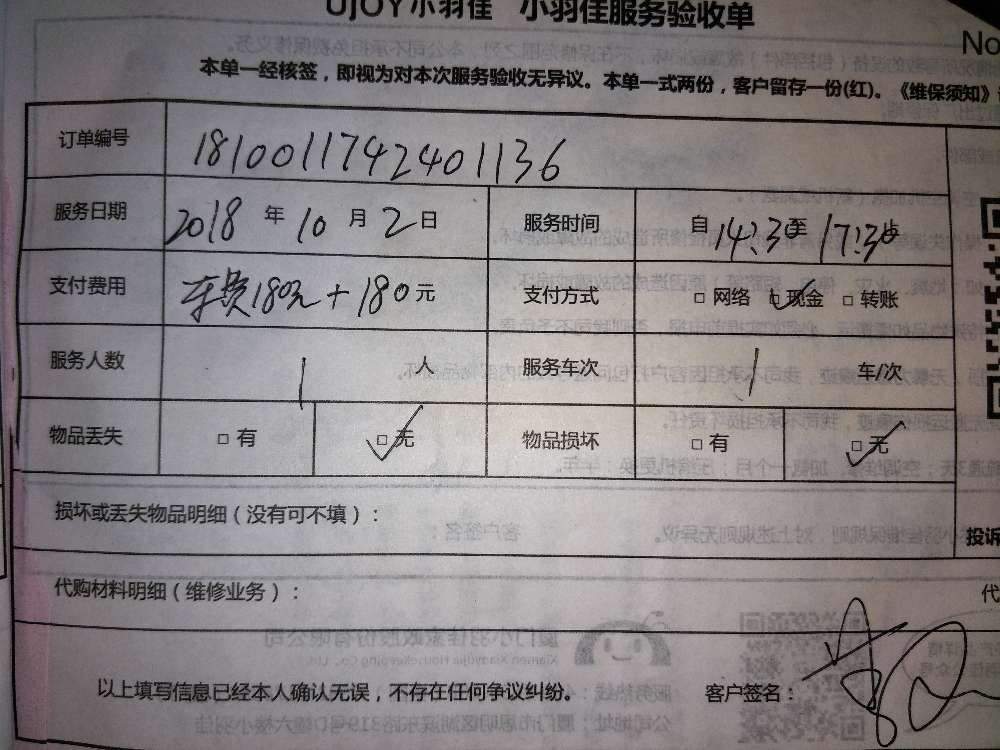 UJOY小羽佳 小羽佳服务验收单
No
本单一经核签，即视为对本次服务验收无异议。本单一式两份，客户留存一份(红)。《维保须知》
订单编号 1810011742401136
服务日期 2018 年 10 月 2 日 服务时间 自 14:30 至 17:30
支付费用 车费180元+180元 支付方式 □ 网络 □ 现金 □ 转账
服务人数 1 人 服务车次 1 车/次
物品丢失 □ 有 □ 无 物品损坏 □ 有 □ 无
损坏或丢失物品明细（没有可不填）：
投诉
代购材料明细（维修业务）：
代
以上填写信息已经本人确认无误，不存在任何争议纠纷。 客户签名：